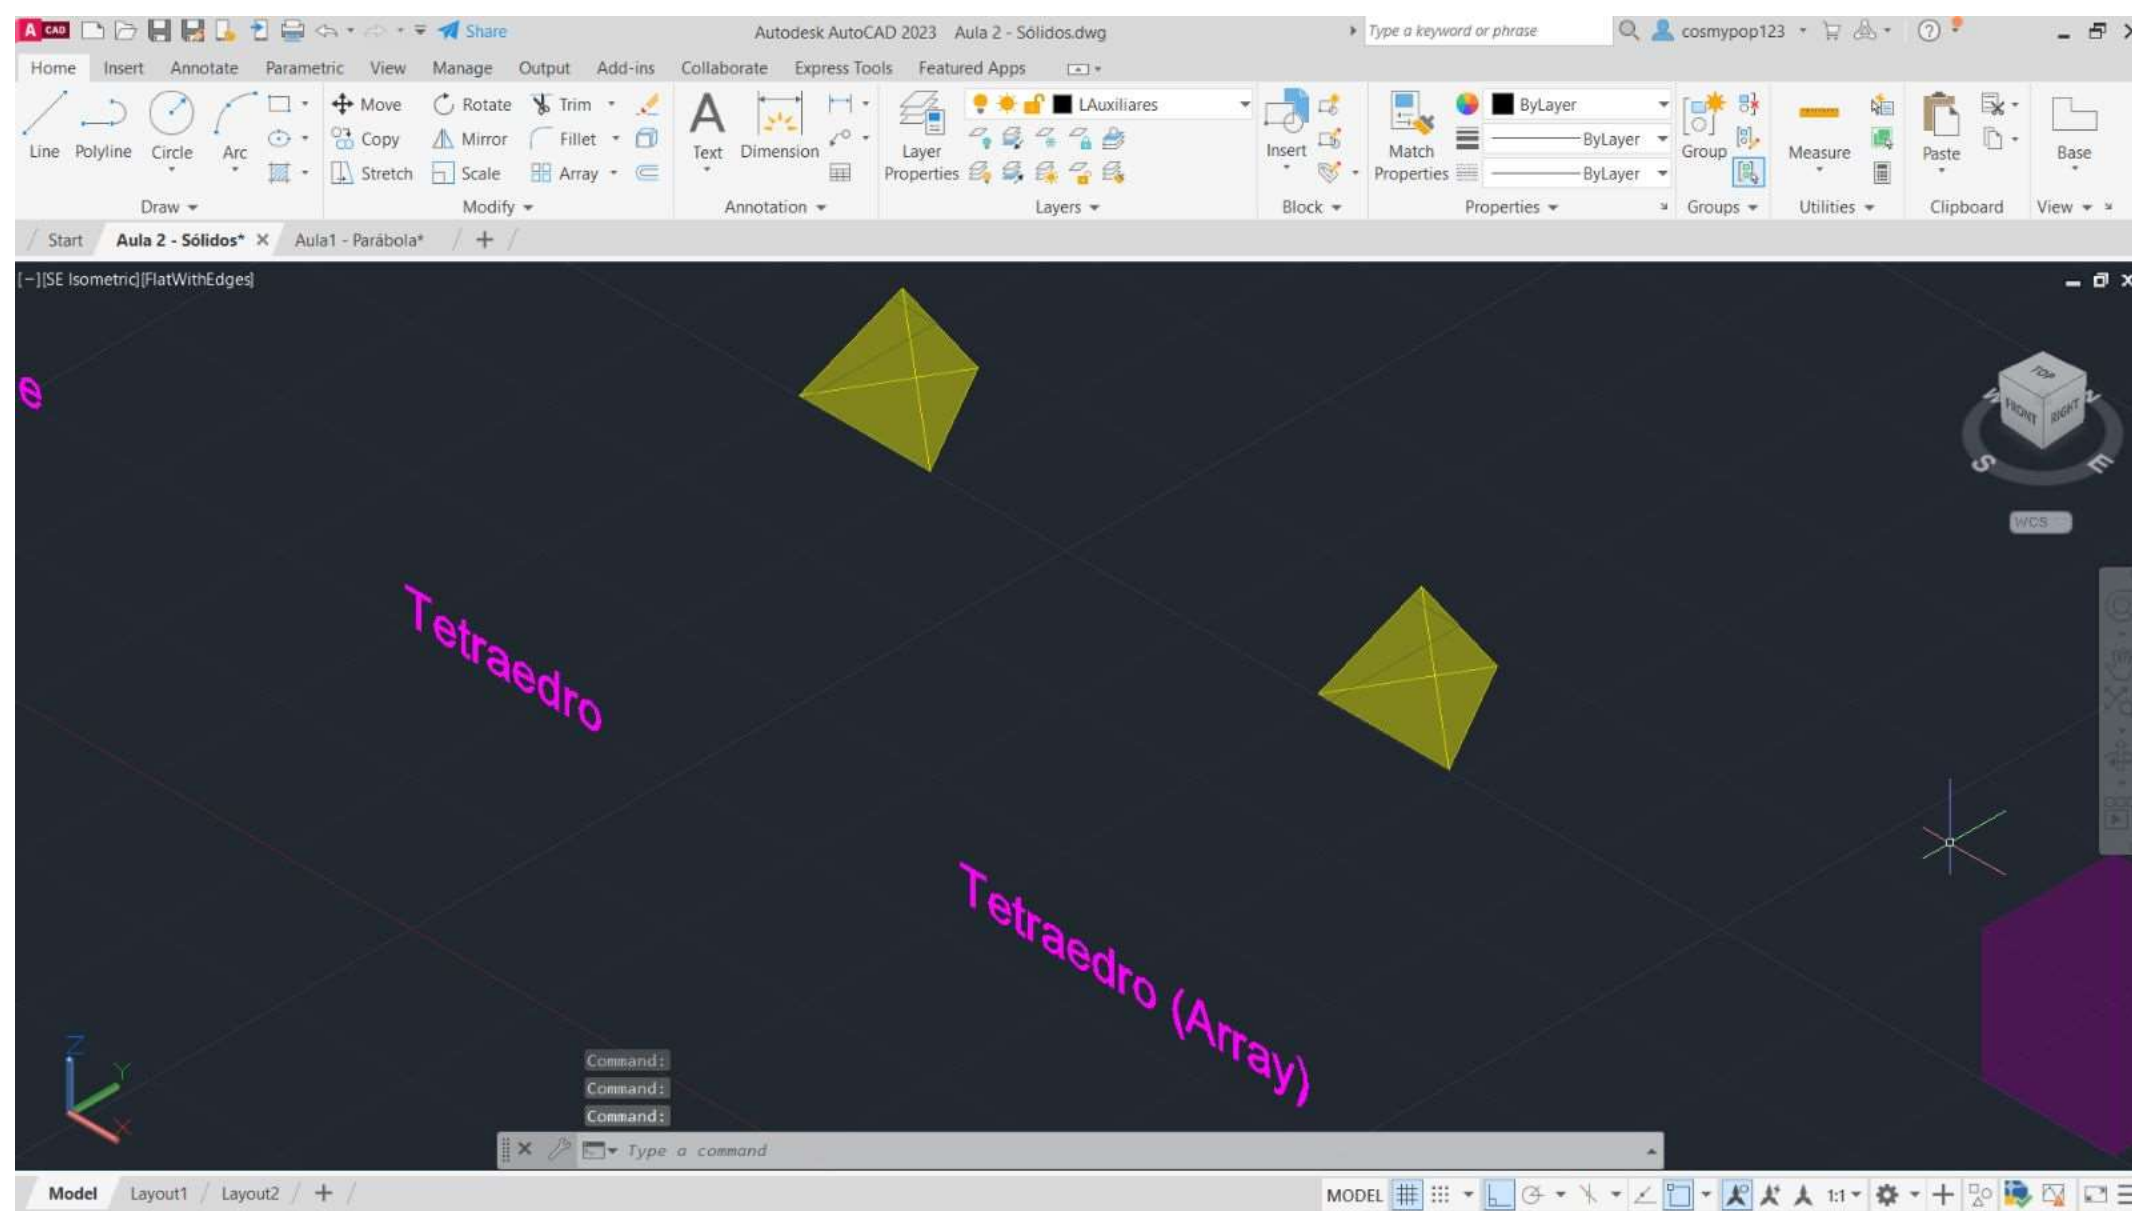 A CAD Share Autodesk AutoCAD 2023 Aula 2 - Sólidos.dwg Type a keyword or phrase cosmypop123
Home Insert Annotate Parametric View Manage Output Add-ins Collaborate Express Tools Featured Apps
Move Rotate Trim LAuxiliares ByLayer
Copy Mirror Fillet ByLayer
Line Polyline Circle Arc Text Dimension Layer Properties Insert Match Properties Group Measure Paste Base
Stretch Scale Array ByLayer
Draw Modify Annotation Layers Block Properties Groups Utilities Clipboard View
Start Aula 2 - Sólidos* Aula1 - Parábola*
[−][SE Isometric][FlatWithEdges]
TOP
FRONT RIGHT
W N
S E
WCS
e
Tetraedro
Tetraedro (Array)
Z
Y
X
Command:
Command:
Command:
Type a command
Model Layout1 Layout2 MODEL 1:1